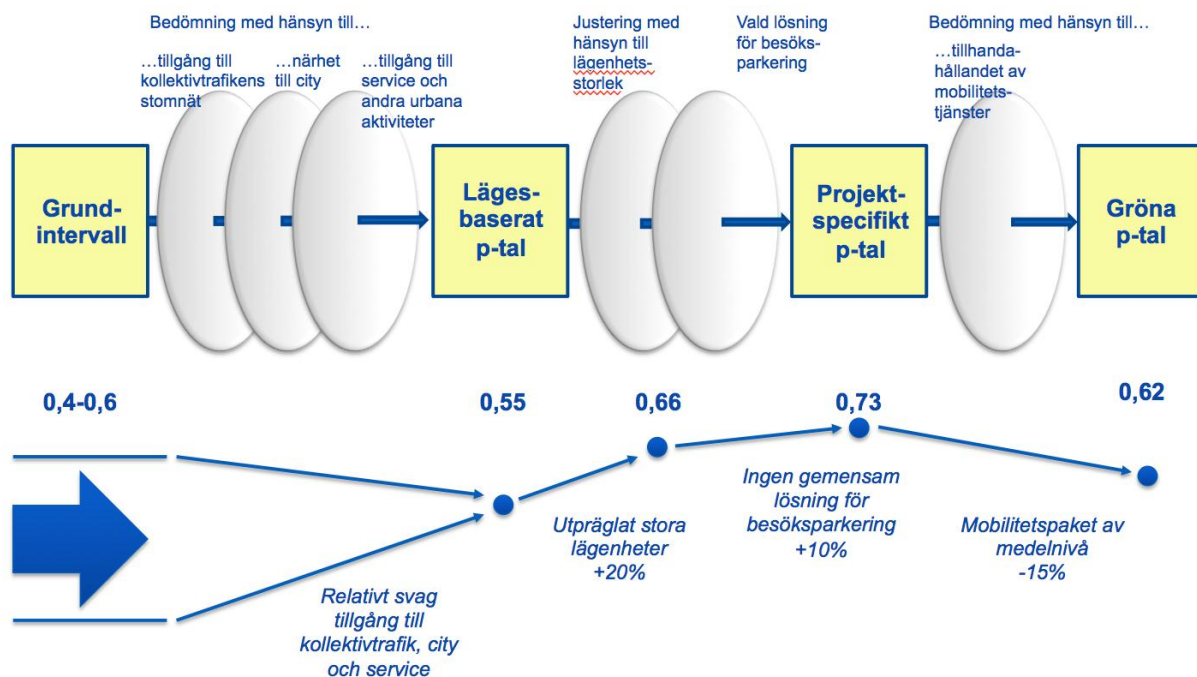 Bedömning med hänsyn till…
…tillgång till
kollektivtrafikens
stomnät
…närhet
till city
…tillgång till
service och
andra urbana
aktiviteter
Justering med
hänsyn till
lägenhets-
storlek
Vald lösning
för besöks-
parkering
Bedömning med hänsyn till…
…tillhanda-
hållandet av
mobilitets-
tjänster
Grund-
intervall
Läges-
baserat
p-tal
Projekt-
specifikt
p-tal
Gröna
p-tal
0,4-0,6
0,55
0,66
0,73
0,62
Relativt svag
tillgång till
kollektivtrafik, city
och service
Utpräglat stora
lägenheter
+20%
Ingen gemensam
lösning för
besöksparkering
+10%
Mobilitetspaket av
medelnivå
-15%